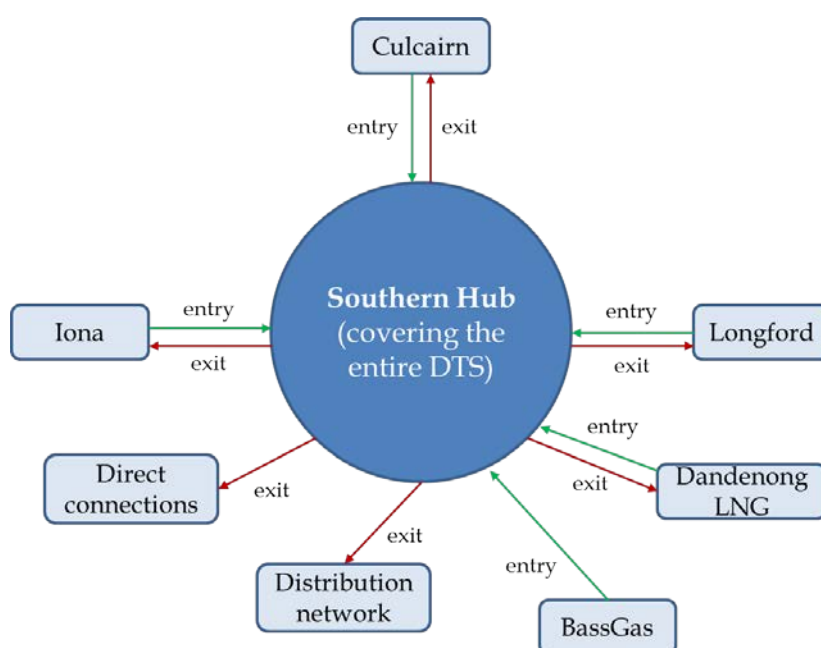 Culcairn
entry
exit
Southern Hub
(covering the
entire DTS)
Iona
entry
exit
entry
Longford
exit
entry
Dandenong
LNG
exit
Direct
connections
exit
exit
Distribution
network
entry
BassGas